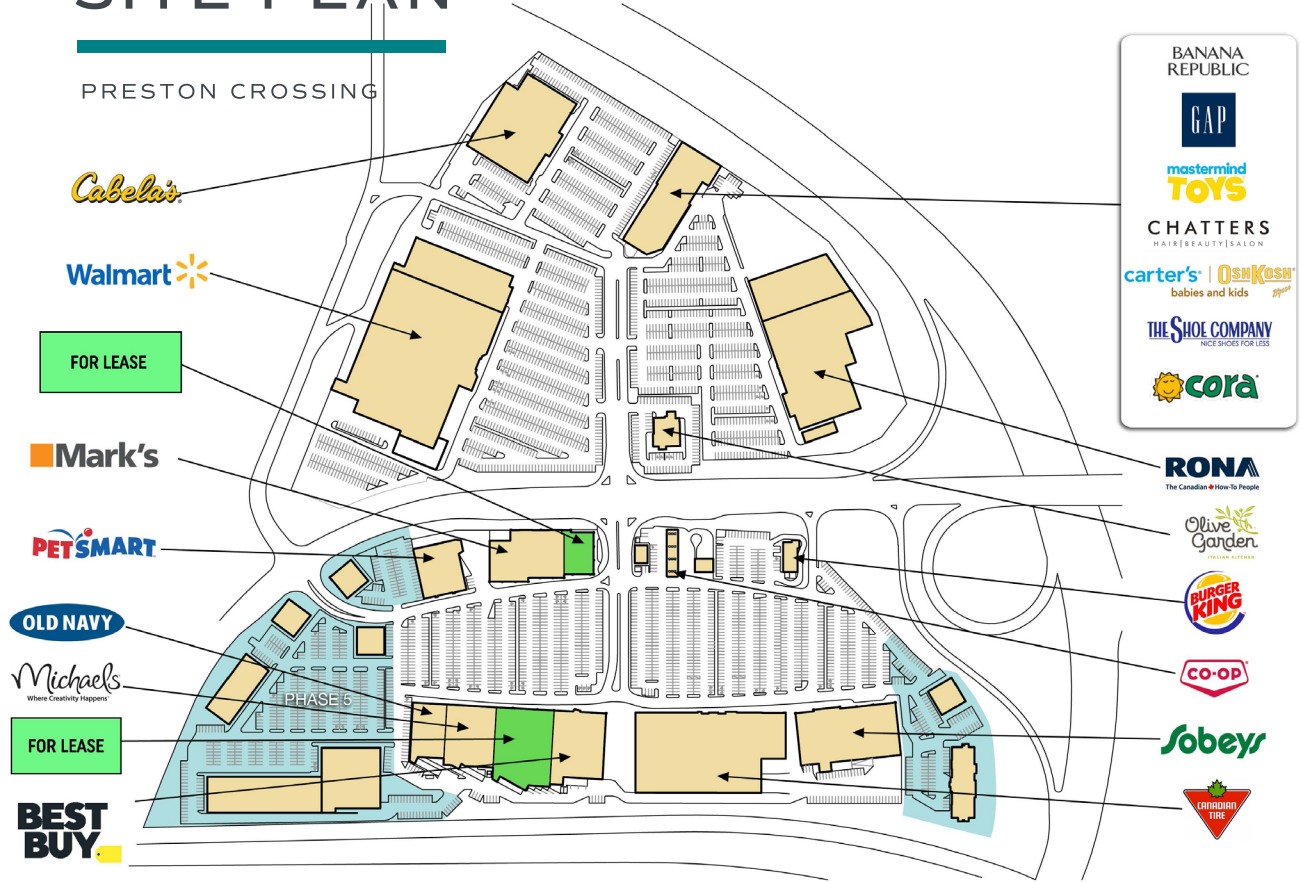 SITE PLAN
PRESTON CROSSING
Cabela's
Walmart
FOR LEASE
Mark's
PETSMART
OLD NAVY
Michaels
Where Creativity Happens
FOR LEASE
BEST
BUY
PHASE 5
BANANA
REPUBLIC
GAP
mastermind
TOYS
CHATTERS
HAIR|BEAUTY|SALON
carter's | OSHKOSH
babies and kids B'gosh
THE SHOE COMPANY
NICE SHOES FOR LESS
cora
RONA
The Canadian How-To People
Olive
Garden
ITALIAN KITCHEN
BURGER
KING
CO-OP
Sobeys
CANADIAN
TIRE